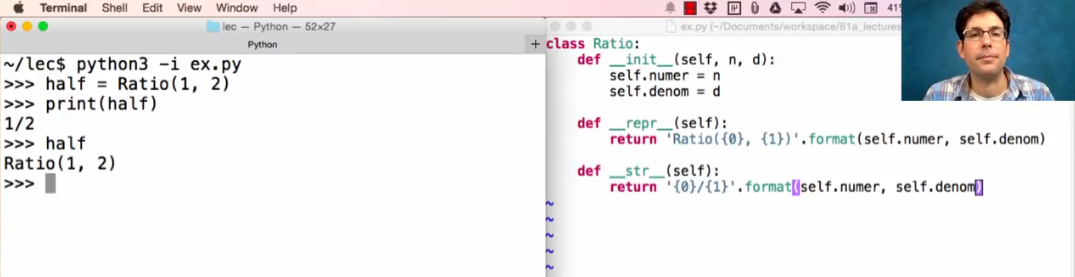 Terminal Shell Edit View Window Help
lec — Python — 52×27
Python
+
~/lec$ python3 -i ex.py
>>> half = Ratio(1, 2)
>>> print(half)
1/2
>>> half
Ratio(1, 2)
>>>
ex.py (~/Documents/workspace/61a_lectures
class Ratio:
    def __init__(self, n, d):
        self.numer = n
        self.denom = d
    def __repr__(self):
        return 'Ratio({0}, {1})'.format(self.numer, self.denom)
    def __str__(self):
        return '{0}/{1}'.format(self.numer, self.denom)
~
~
~
~
~